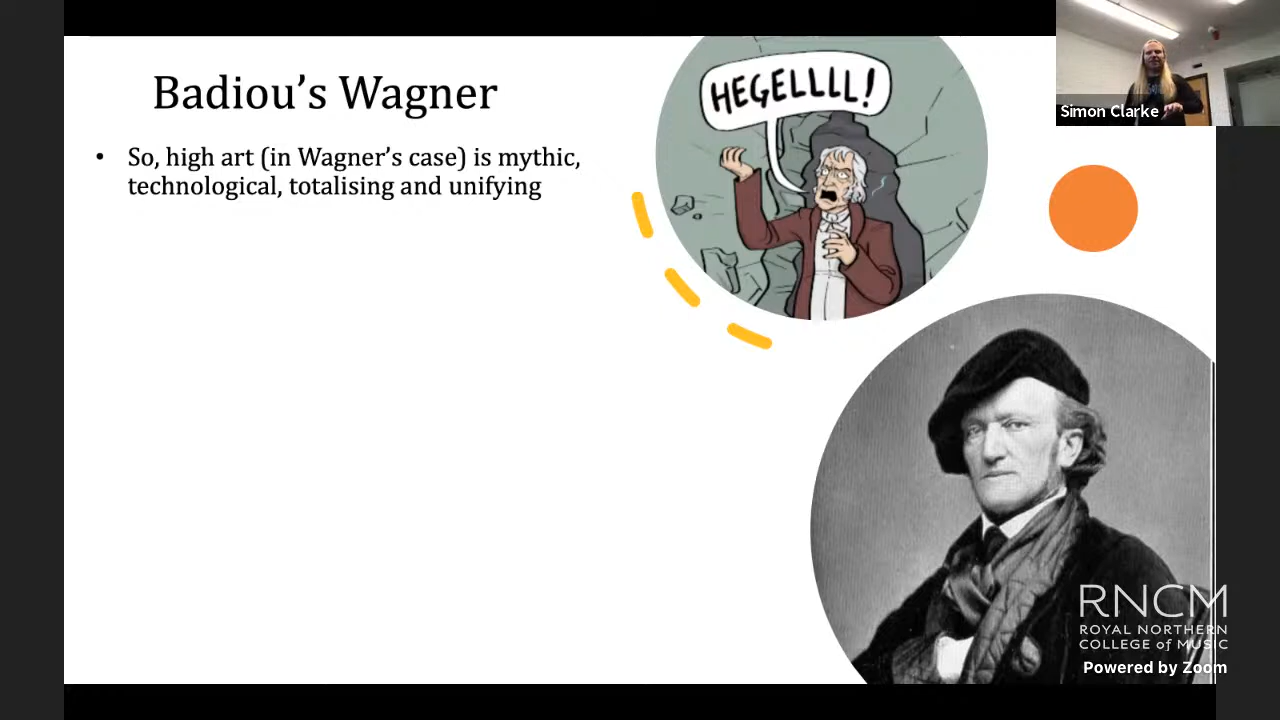 Badiou's Wagner
• So, high art (in Wagner's case) is mythic,
technological, totalising and unifying
HEGELLLL!
Simon Clarke
RNCM
ROYAL NORTHERN
COLLEGE of MUSIC
Powered by Zoom